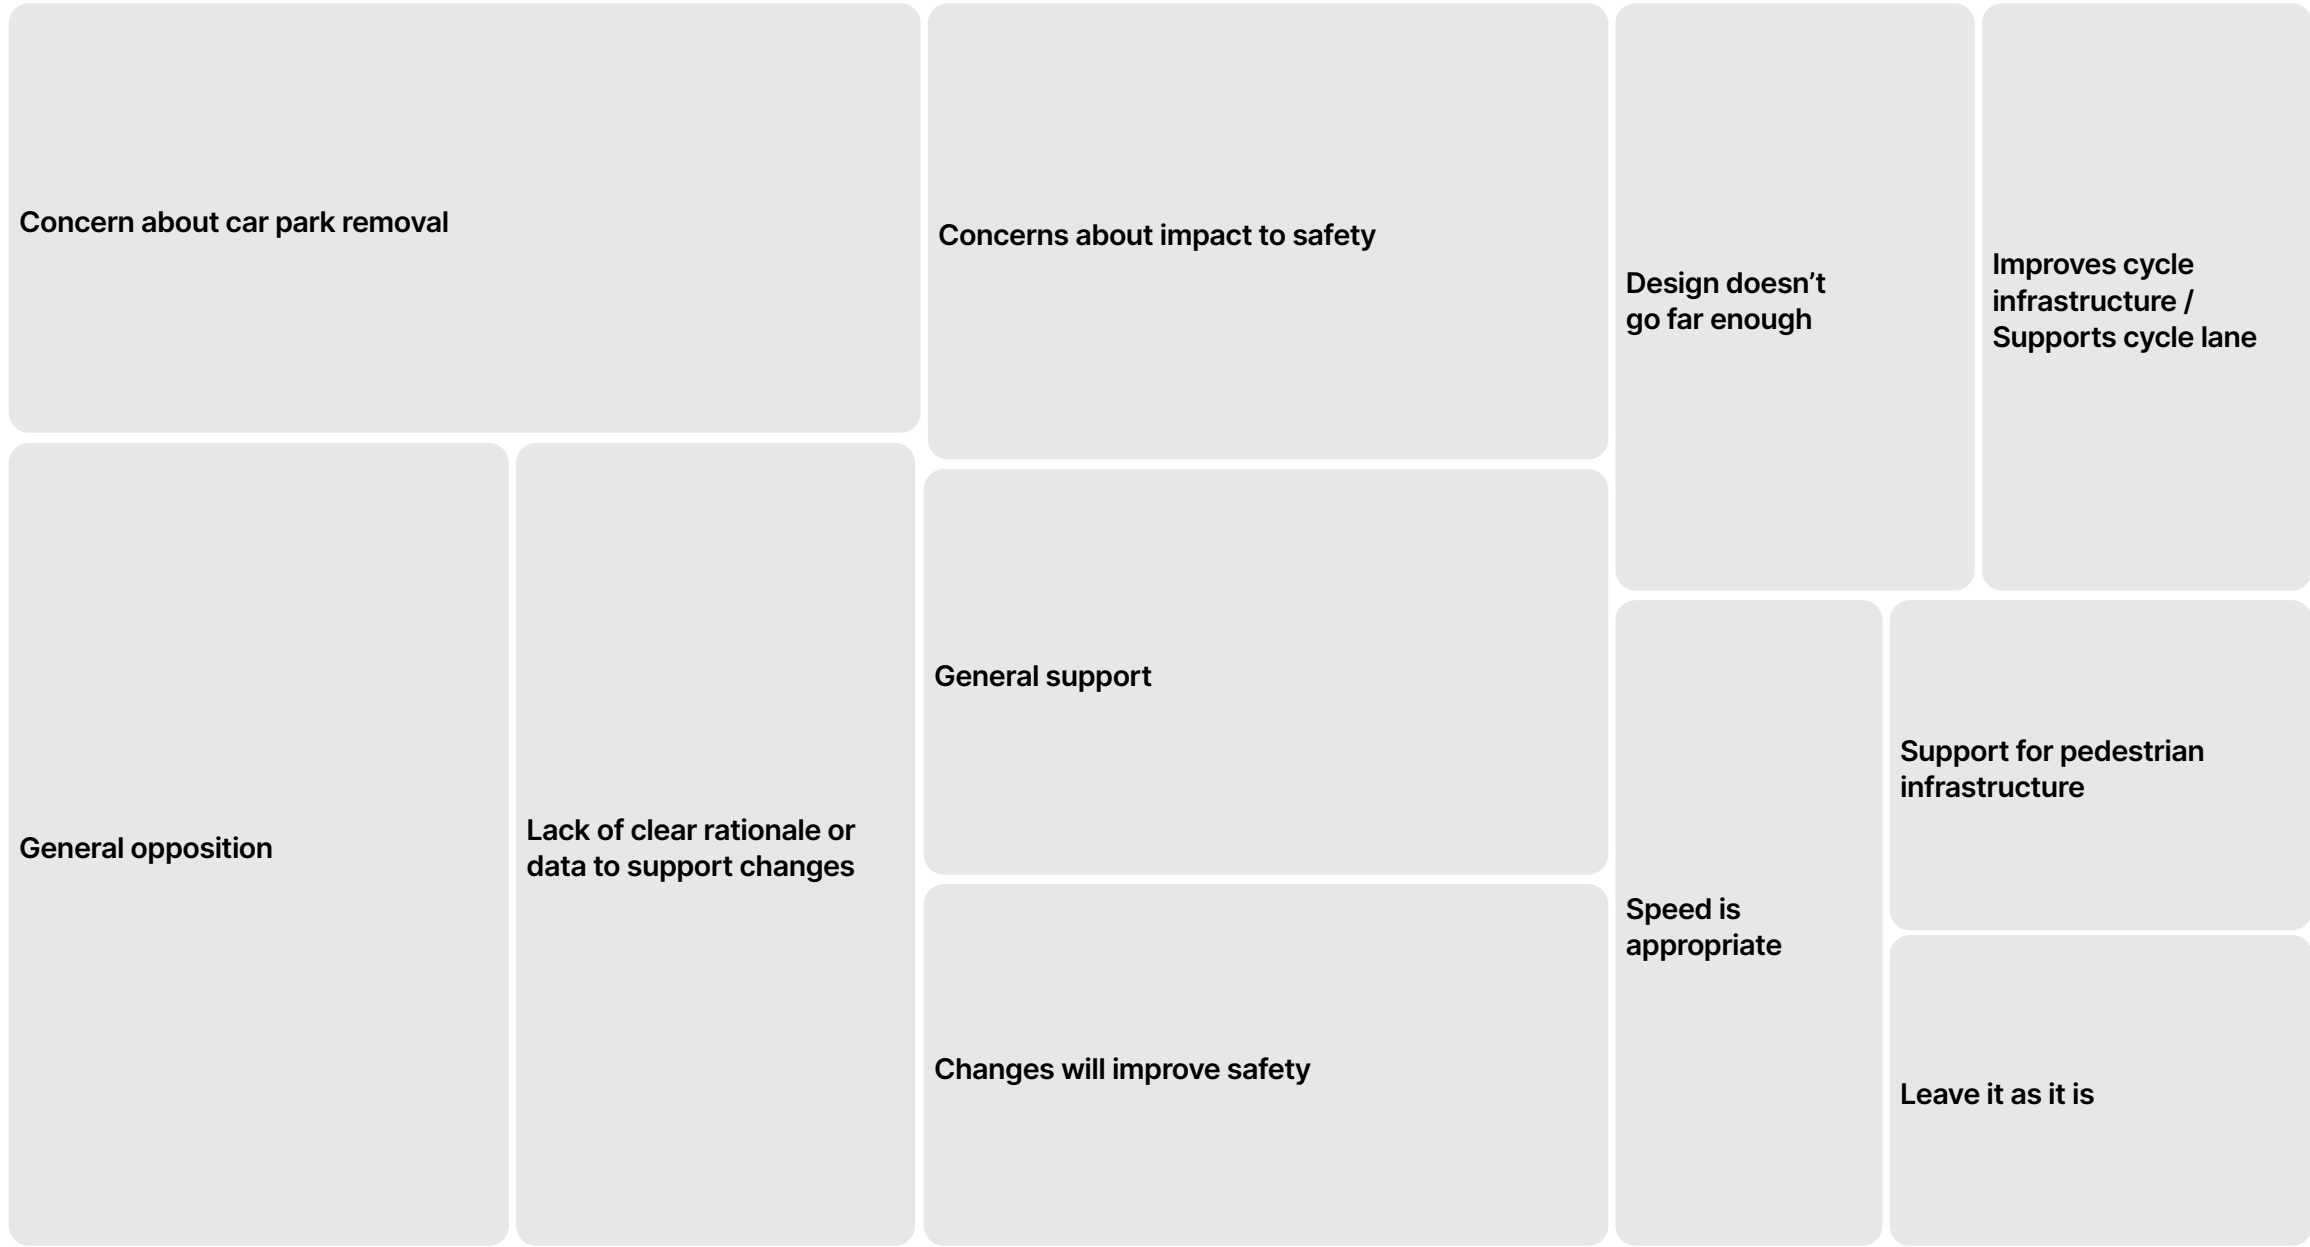 Concern about car park removal
Concerns about impact to safety
Design doesn’t
go far enough
Improves cycle
infrastructure /
Supports cycle lane
General opposition
Lack of clear rationale or
data to support changes
General support
Changes will improve safety
Speed is
appropriate
Support for pedestrian
infrastructure
Leave it as it is